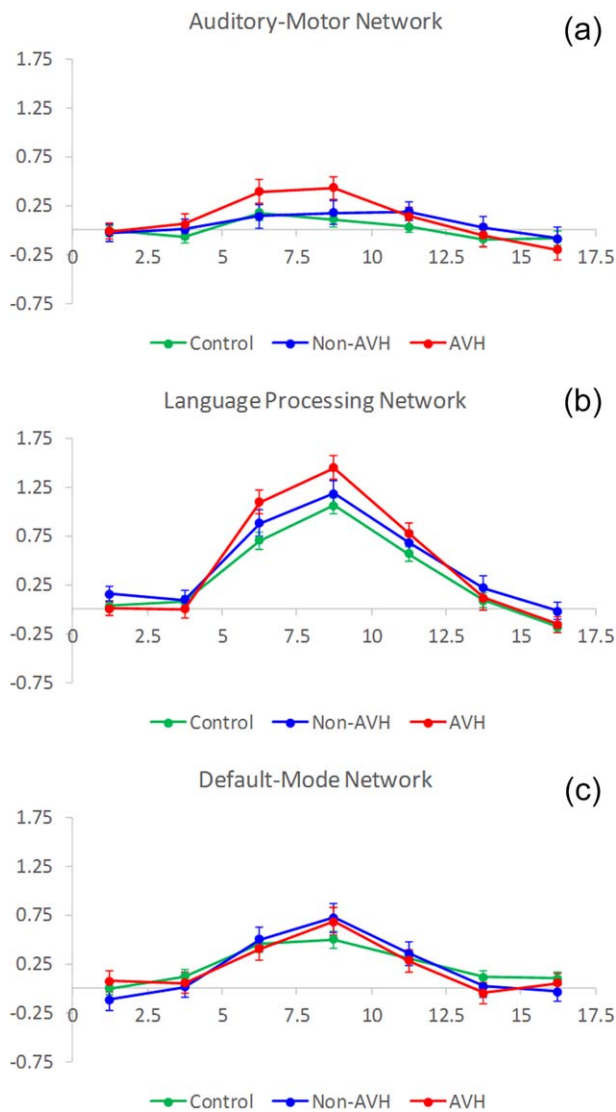 Auditory-Motor Network
(a)
1.75
1.25
0.75
0.25
-0.25
-0.75
0 2.5 5 7.5 10 12.5 15 17.5
Control Non-AVH AVH
Language Processing Network
(b)
1.75
1.25
0.75
0.25
-0.25
-0.75
0 2.5 5 7.5 10 12.5 15 17.5
Control Non-AVH AVH
Default-Mode Network
(c)
1.75
1.25
0.75
0.25
-0.25
-0.75
0 2.5 5 7.5 10 12.5 15 17.5
Control Non-AVH AVH